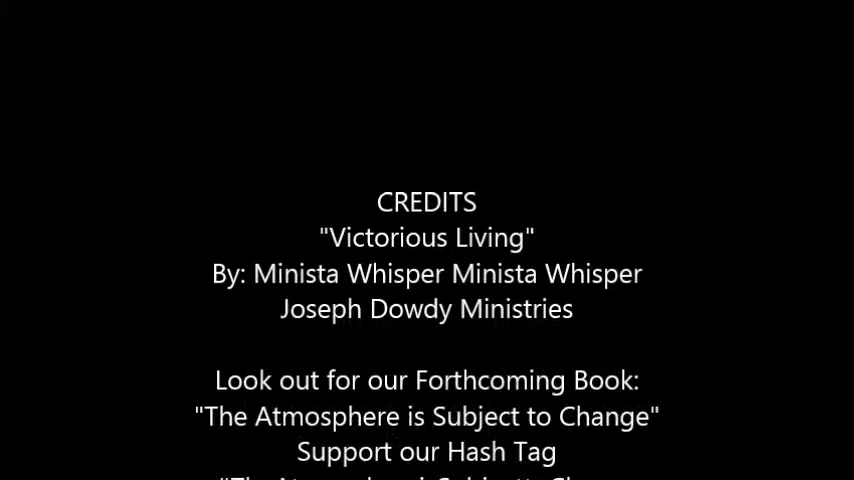 CREDITS
"Victorious Living"
By: Minista Whisper Minista Whisper
Joseph Dowdy Ministries
Look out for our Forthcoming Book:
"The Atmosphere is Subject to Change"
Support our Hash Tag